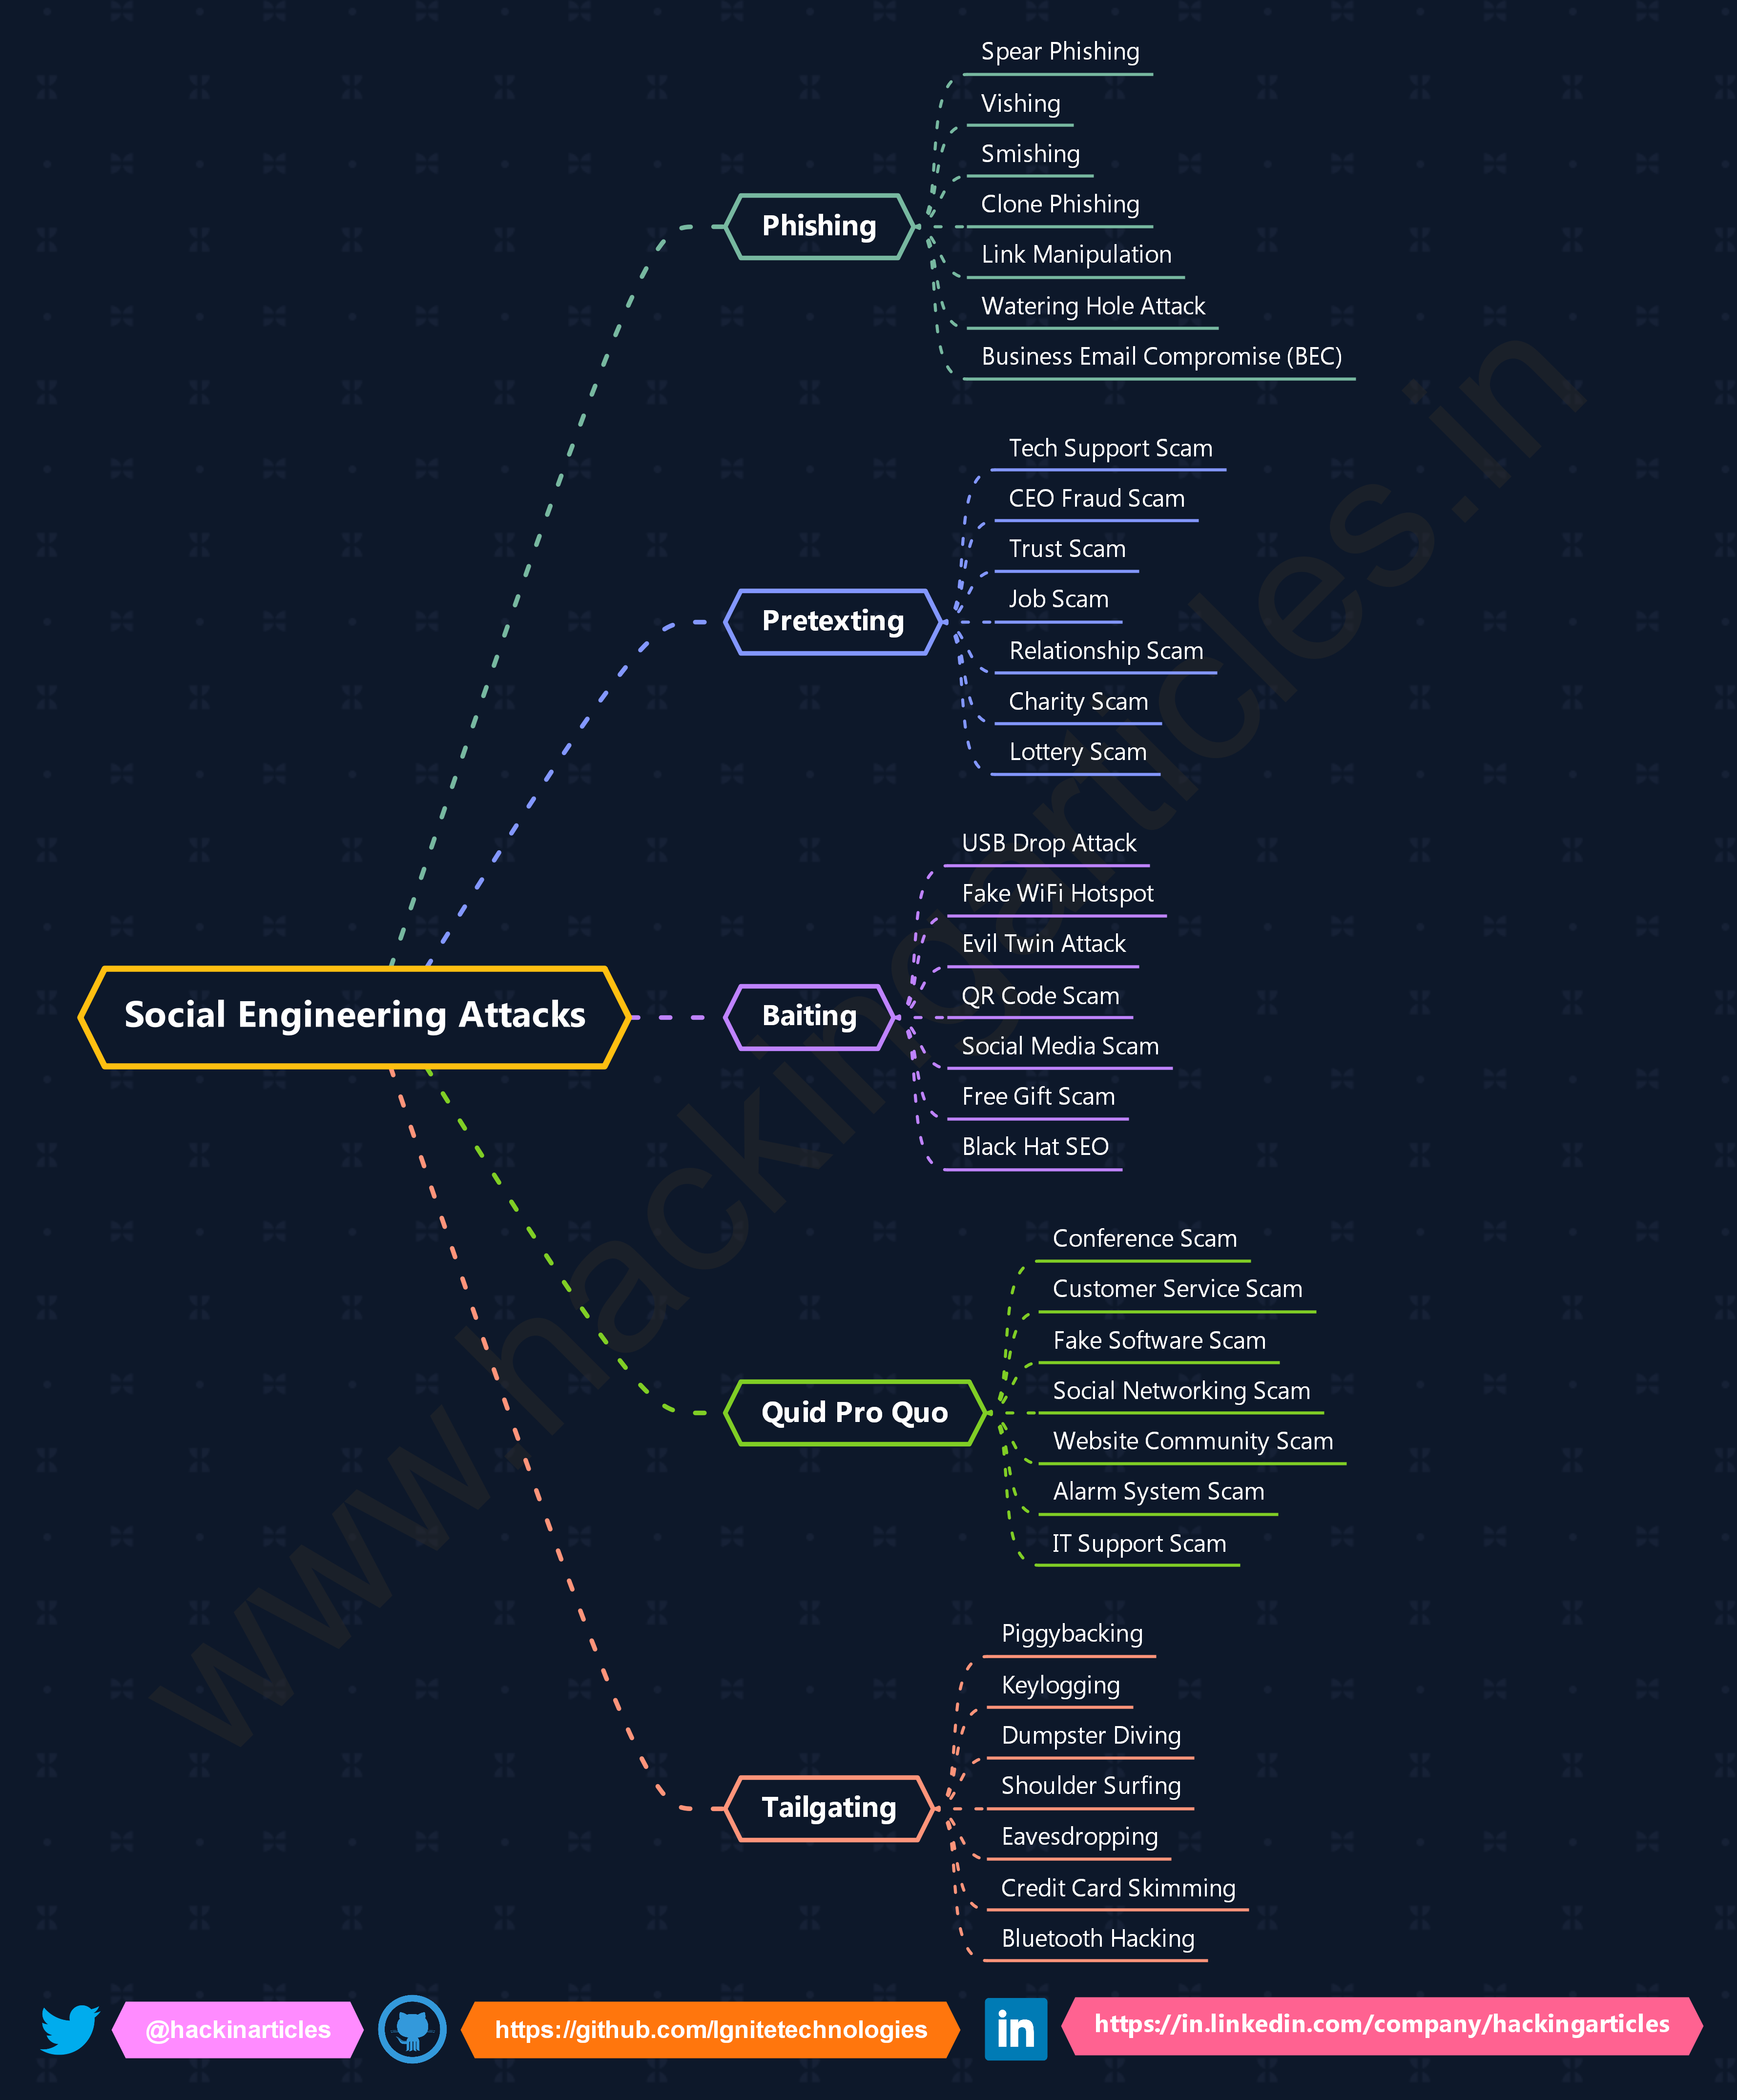 Spear Phishing
Vishing
Smishing
Clone Phishing
Link Manipulation
Watering Hole Attack
Business Email Compromise (BEC)
Phishing
Tech Support Scam
CEO Fraud Scam
Trust Scam
Job Scam
Relationship Scam
Charity Scam
Lottery Scam
Pretexting
USB Drop Attack
Fake WiFi Hotspot
Evil Twin Attack
QR Code Scam
Social Media Scam
Free Gift Scam
Black Hat SEO
Baiting
Social Engineering Attacks
Conference Scam
Customer Service Scam
Fake Software Scam
Social Networking Scam
Website Community Scam
Alarm System Scam
IT Support Scam
Quid Pro Quo
Piggybacking
Keylogging
Dumpster Diving
Shoulder Surfing
Eavesdropping
Credit Card Skimming
Bluetooth Hacking
Tailgating
www.hackingarticles.in
@hackinarticles
https://github.com/Ignitetechnologies
in
https://in.linkedin.com/company/hackingarticles